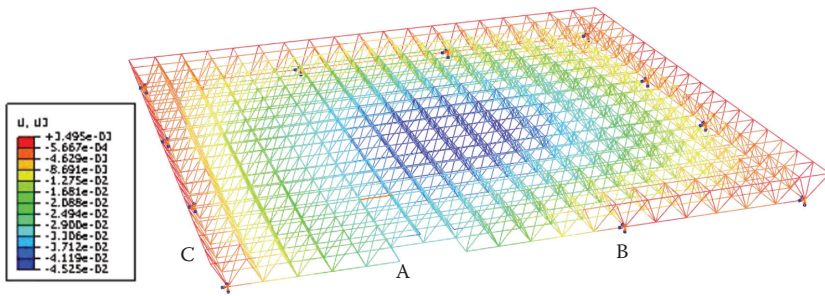 U, U3
+3.495e-03
-5.667e-04
-4.629e-03
-8.691e-03
-1.275e-02
-1.681e-02
-2.088e-02
-2.494e-02
-2.900e-02
-3.306e-02
-3.712e-02
-4.119e-02
-4.525e-02
C
A
B